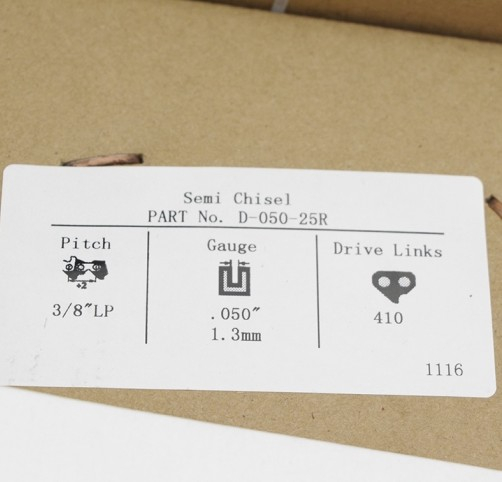 Semi Chisel
PART No. D-050-25R
Pitch
Gauge
Drive Links
÷2
3/8"LP
.050"
1.3mm
410
1116